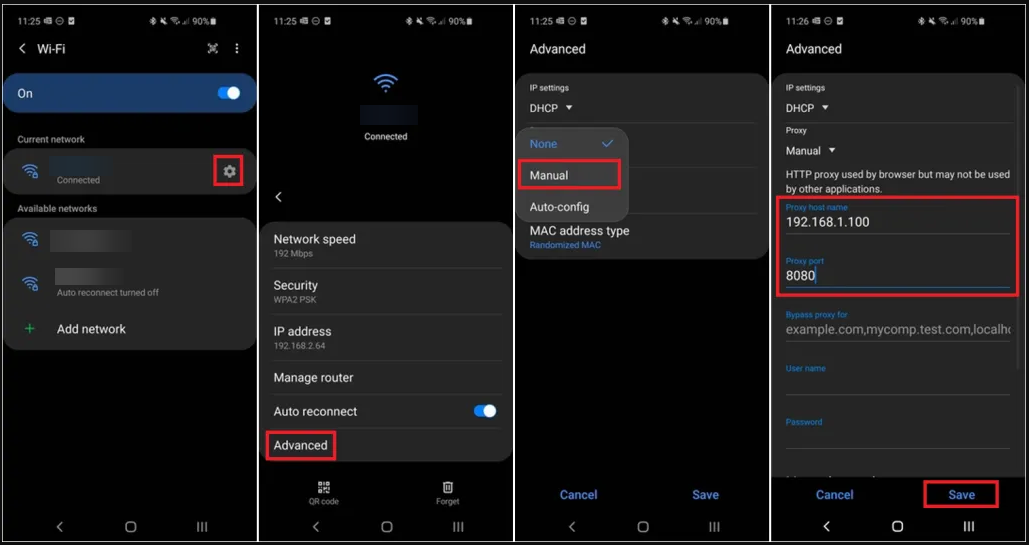 11:25 90%
Wi-Fi
On
Current network
Connected
Available networks
Auto reconnect turned off
Add network
11:25 90%
Connected
Network speed
192 Mbps
Security
WPA2 PSK
IP address
192.168.2.64
Manage router
Auto reconnect
Advanced
QR code
Forget
11:25 90%
Advanced
IP settings
DHCP
None
Manual
Auto-config
MAC address type
Randomized MAC
Cancel
Save
11:26 90%
Advanced
IP settings
DHCP
Proxy
Manual
HTTP proxy used by browser but may not be used
by other applications.
Proxy host name
192.168.1.100
Proxy port
8080
Bypass proxy for
example.com,mycomp.test.com,localho
User name
Password
Cancel
Save